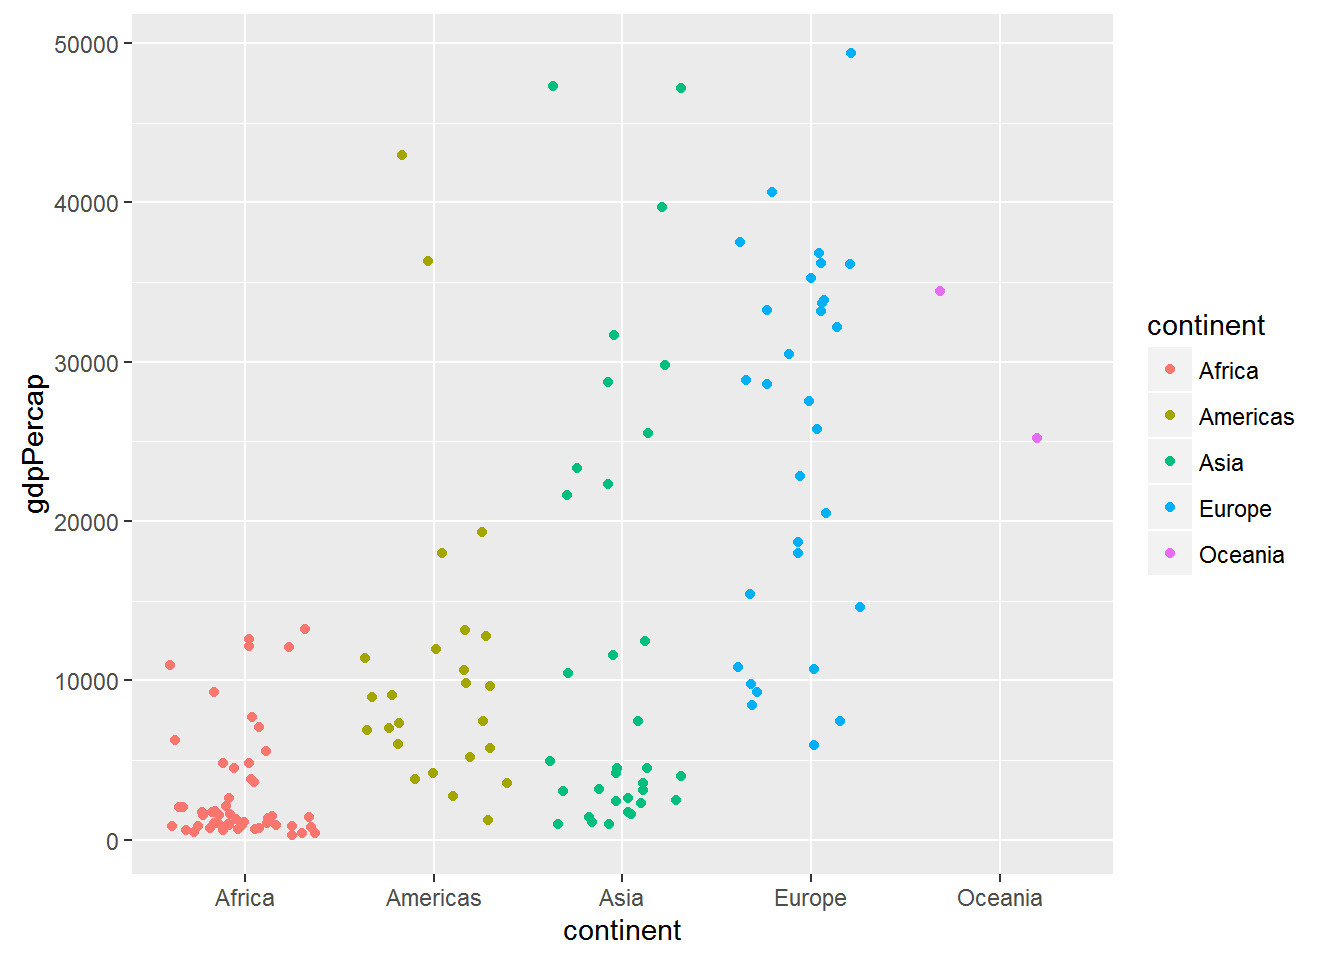 50000
40000
30000
20000
10000
0
gdpPercap
Africa Americas Asia Europe Oceania
continent
continent
Africa
Americas
Asia
Europe
Oceania